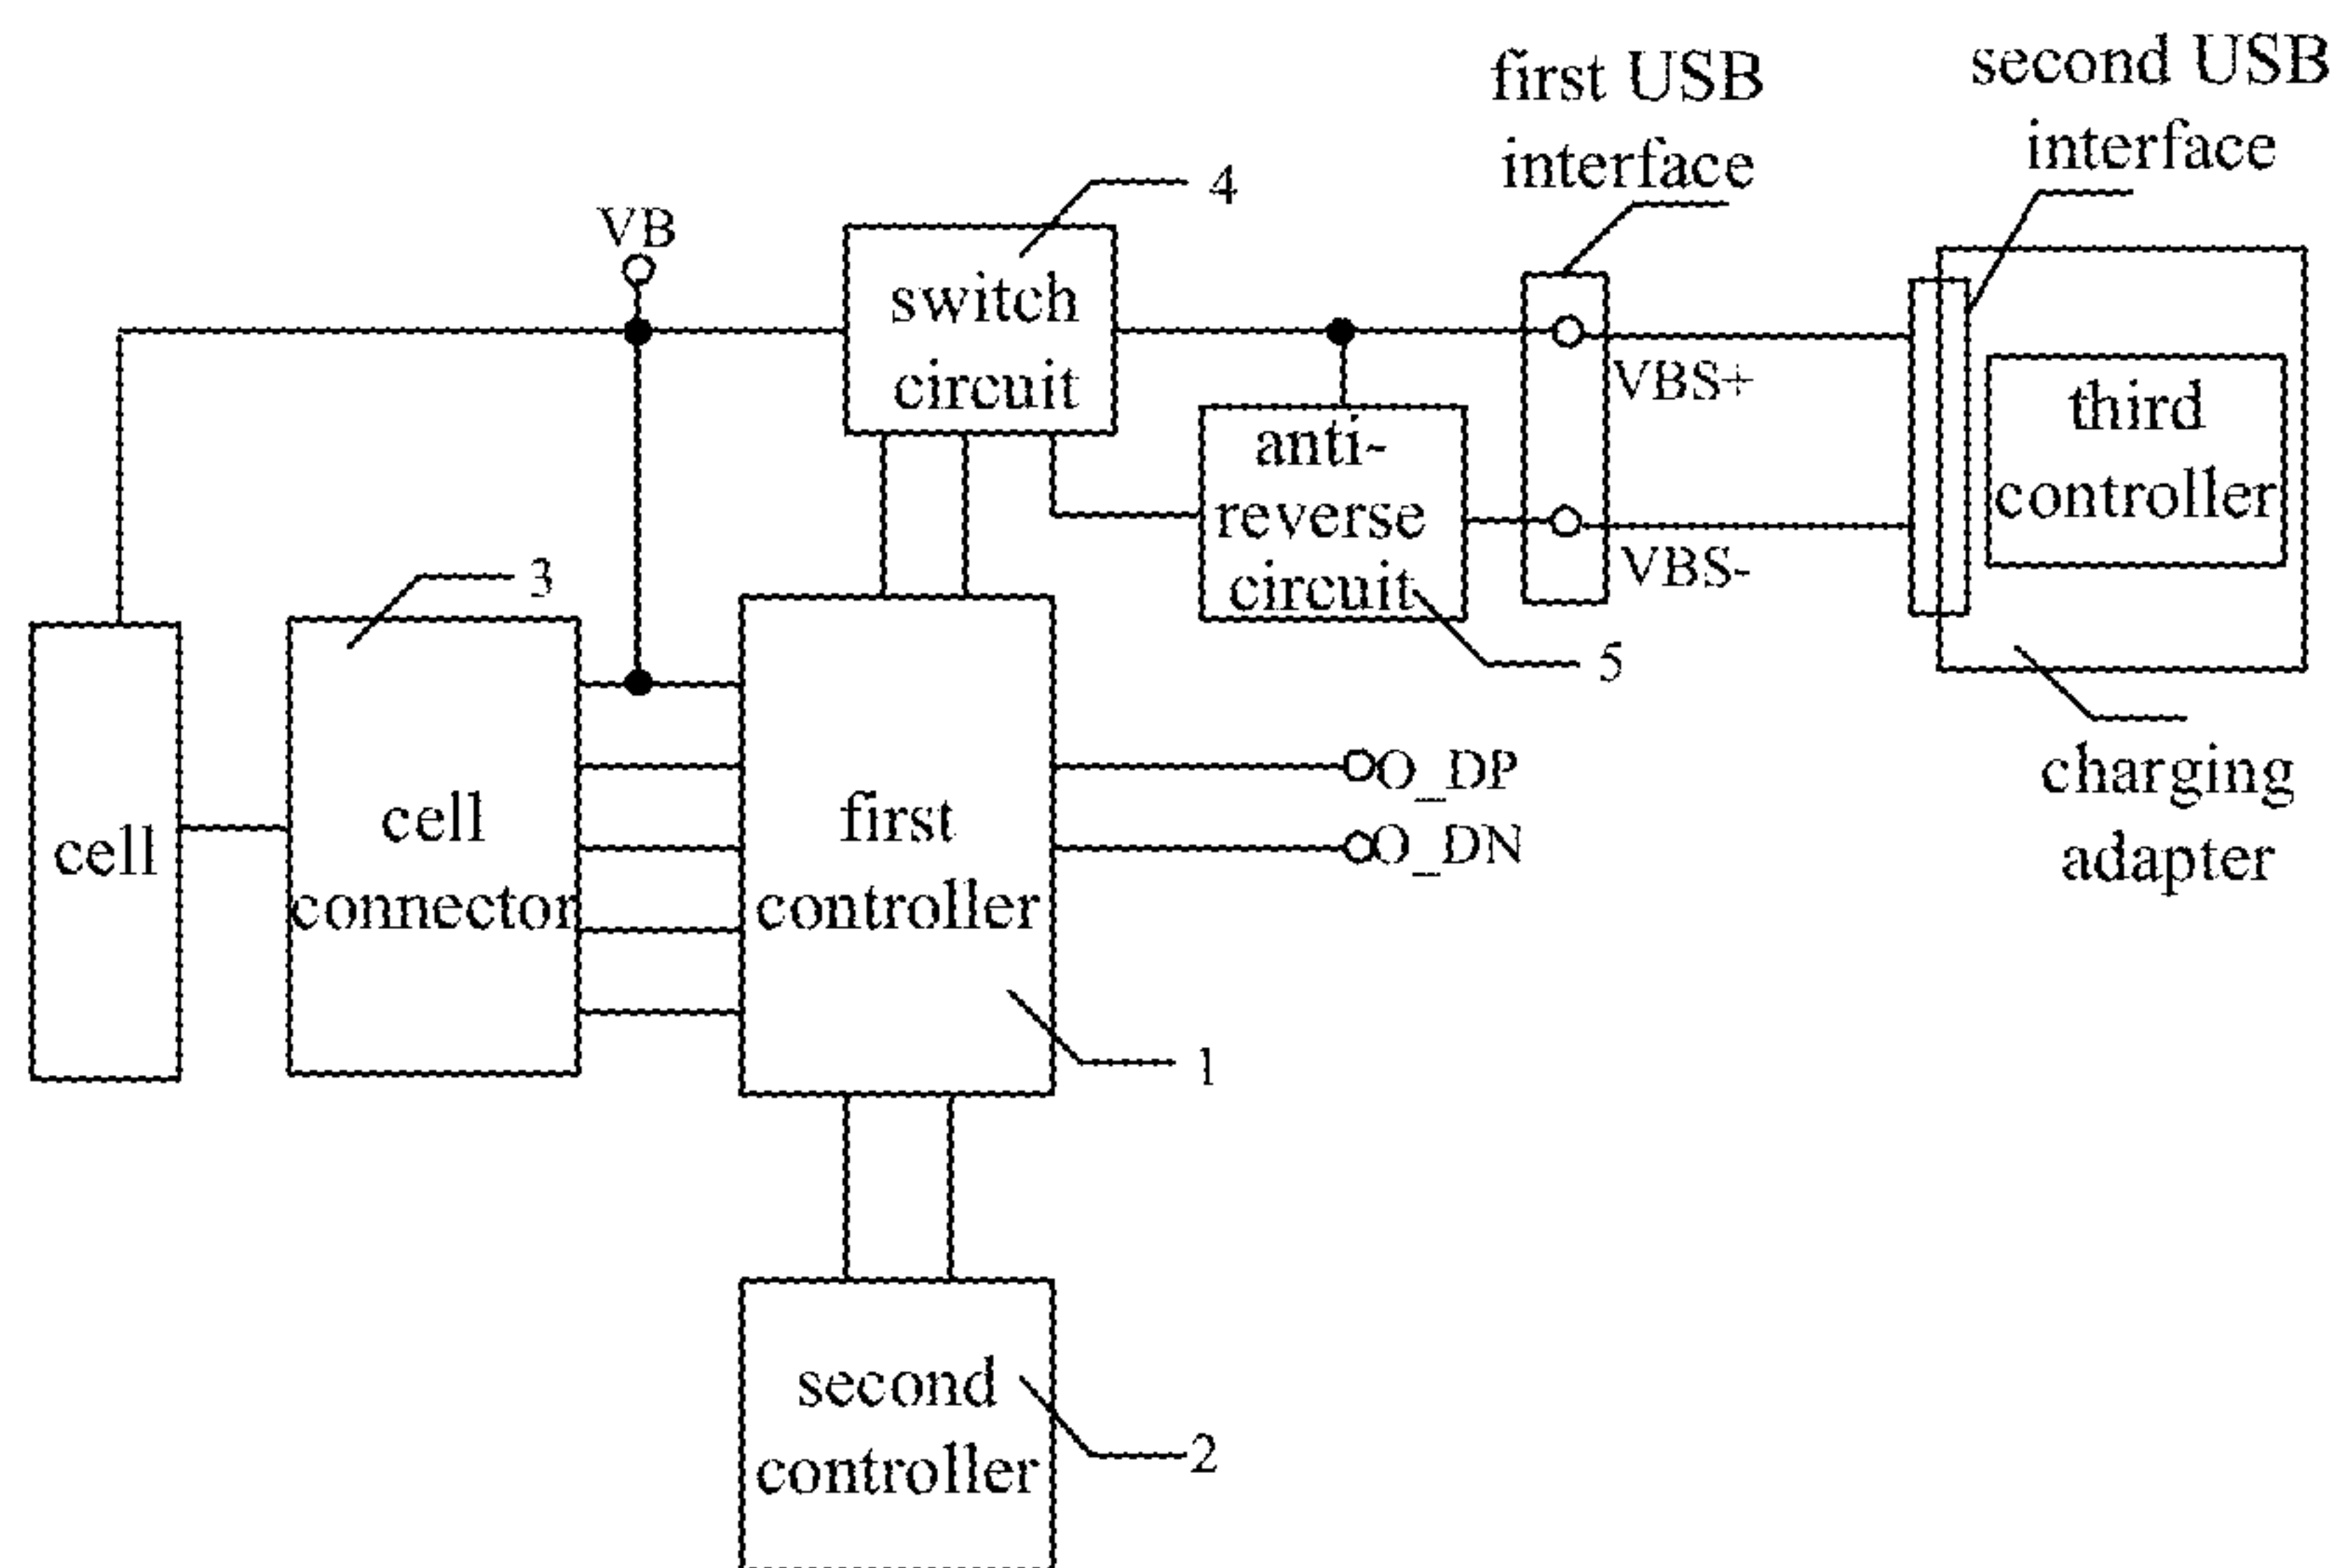 first USB
interface
second USB
interface
4
VB
switch
circuit
VBS+
third
controller
anti-
reverse
circuit
VBS-
3
5
O_DP
O_DN
charging
adapter
cell
cell
connector
first
controller
1
second
controller
2